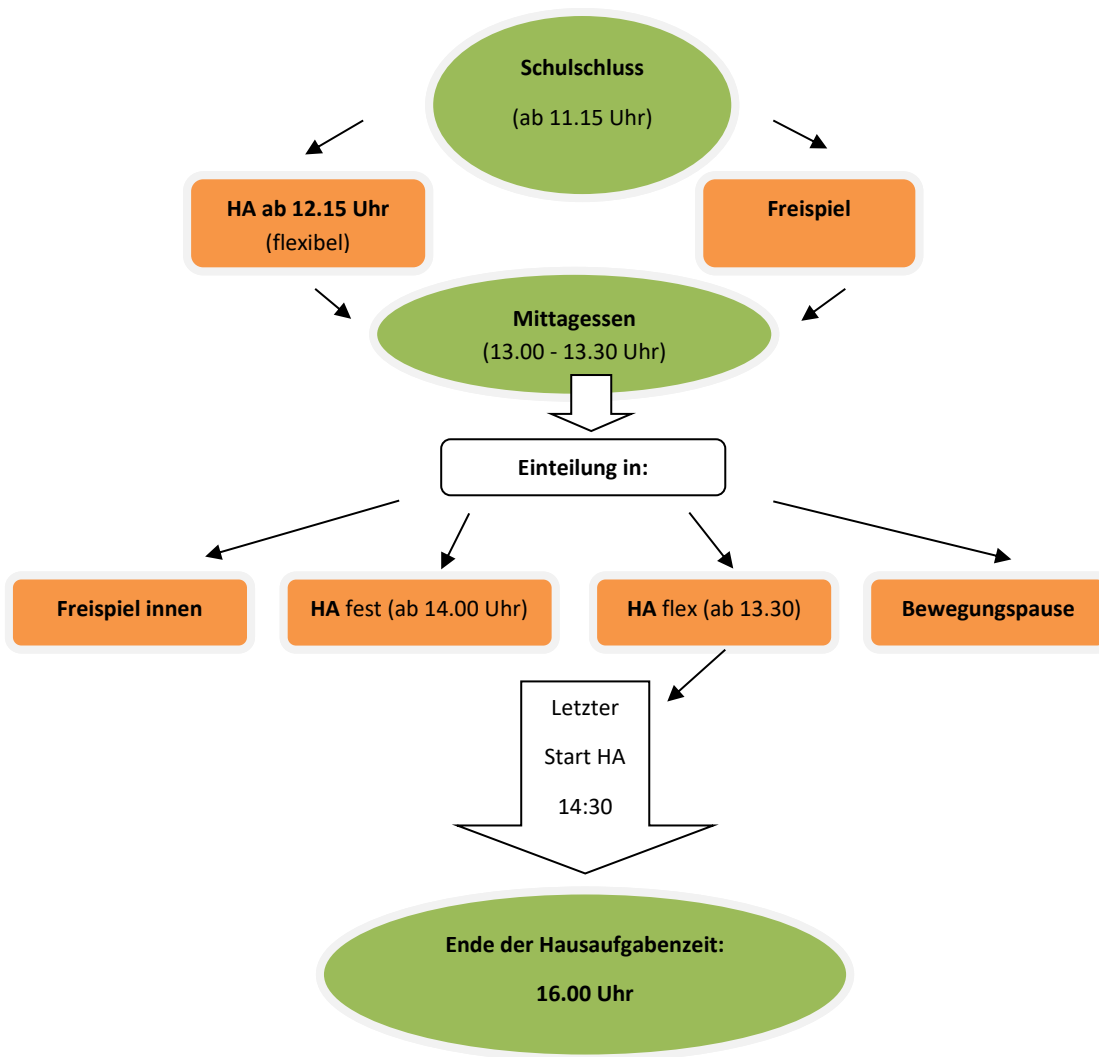 Schulschluss
(ab 11.15 Uhr)
HA ab 12.15 Uhr
(flexibel)
Freispiel
Mittagessen
(13.00 - 13.30 Uhr)
Einteilung in:
Freispiel innen
HA fest (ab 14.00 Uhr)
HA flex (ab 13.30)
Bewegungspause
Letzter
Start HA
14:30
Ende der Hausaufgabenzeit:
16.00 Uhr